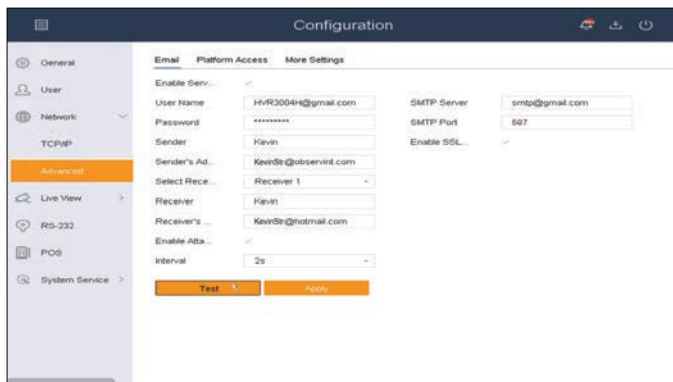 Configuration
General
User
Network
TCP/IP
Advanced
Live View
RS-232
POS
System Service
Email Platform Access More Settings
Enable Serv...
User Name HVR3004H@gmail.com SMTP Server smtp@gmail.com
Password ********* SMTP Port 587
Sender Kevin Enable SSL...
Sender's Ad... KevinStr@observint.com
Select Rece... Receiver 1
Receiver Kevin
Receiver's ... KevinStr@hotmail.com
Enable Atta...
Interval 2s
Test Apply